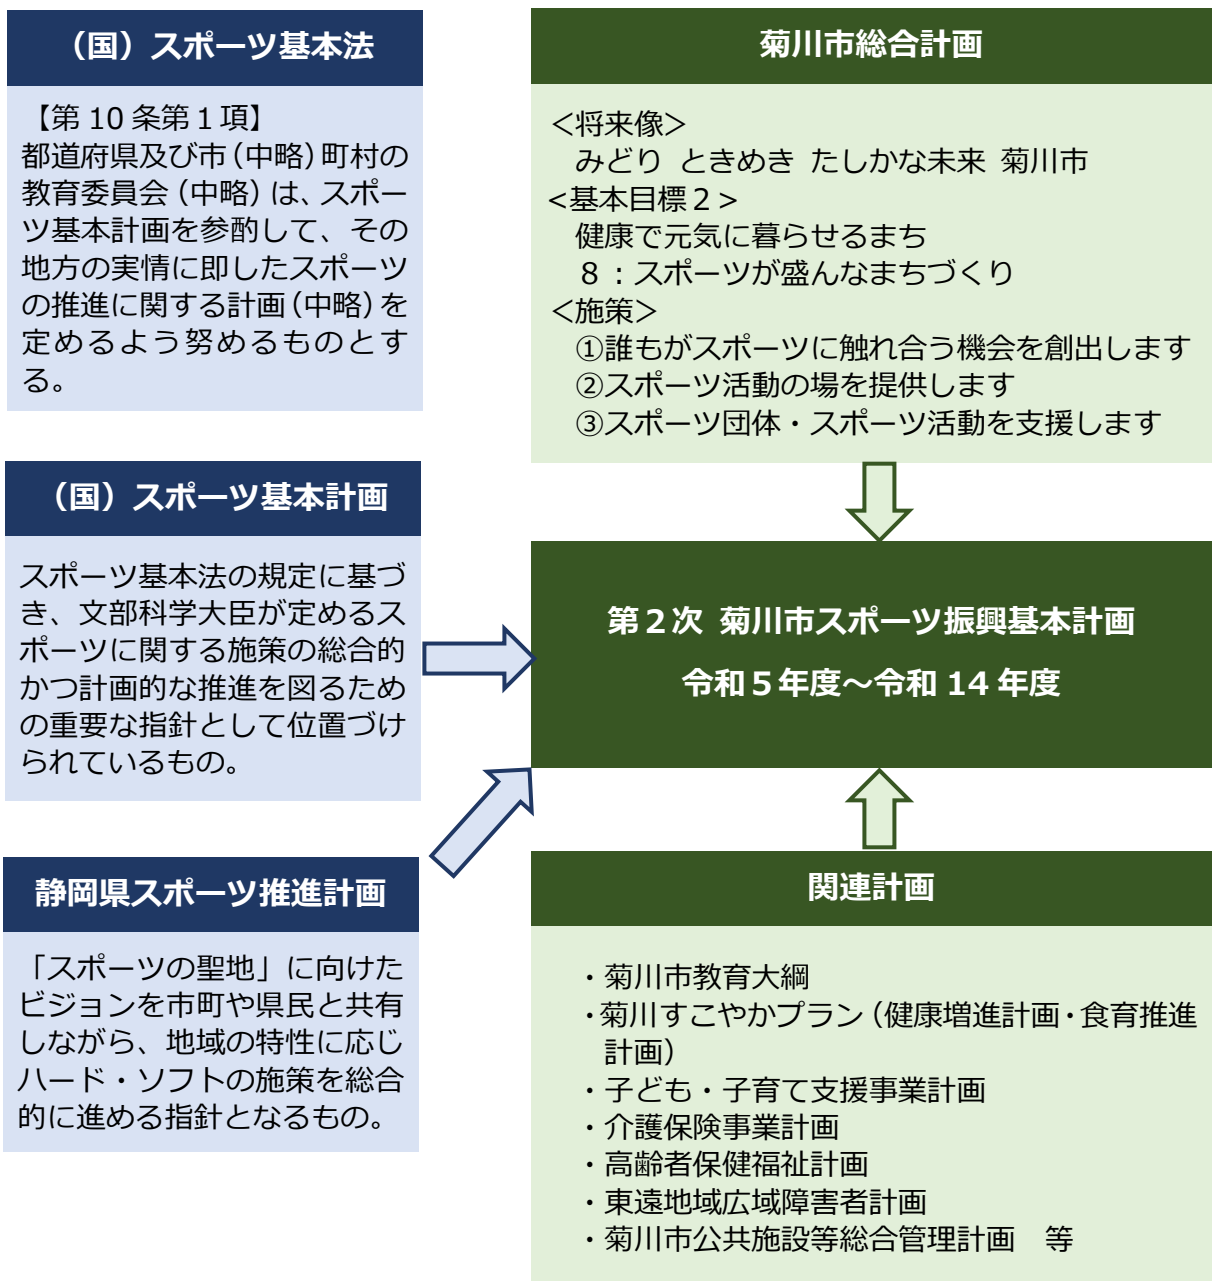 （国）スポーツ基本法
【第 10 条第１項】
都道府県及び市（中略）町村の
教育委員会（中略）は、スポー
ツ基本計画を参酌して、その
地方の実情に即したスポーツ
の推進に関する計画（中略）を
定めるよう努めるものとす
る。
（国）スポーツ基本計画
スポーツ基本法の規定に基づ
き、文部科学大臣が定めるス
ポーツに関する施策の総合的
かつ計画的な推進を図るため
の重要な指針として位置づけ
られているもの。
静岡県スポーツ推進計画
「スポーツの聖地」に向けた
ビジョンを市町や県民と共有
しながら、地域の特性に応じ
ハード・ソフトの施策を総合
的に進める指針となるもの。
菊川市総合計画
＜将来像＞
みどり ときめき たしかな未来 菊川市
<基本目標２>
健康で元気に暮らせるまち
８：スポーツが盛んなまちづくり
＜施策＞
①誰もがスポーツに触れ合う機会を創出します
②スポーツ活動の場を提供します
③スポーツ団体・スポーツ活動を支援します
第２次 菊川市スポーツ振興基本計画
令和５年度～令和 14 年度
関連計画
・菊川市教育大綱
・菊川すこやかプラン（健康増進計画・食育推進
計画）
・子ども・子育て支援事業計画
・介護保険事業計画
・高齢者保健福祉計画
・東遠地域広域障害者計画
・菊川市公共施設等総合管理計画　等